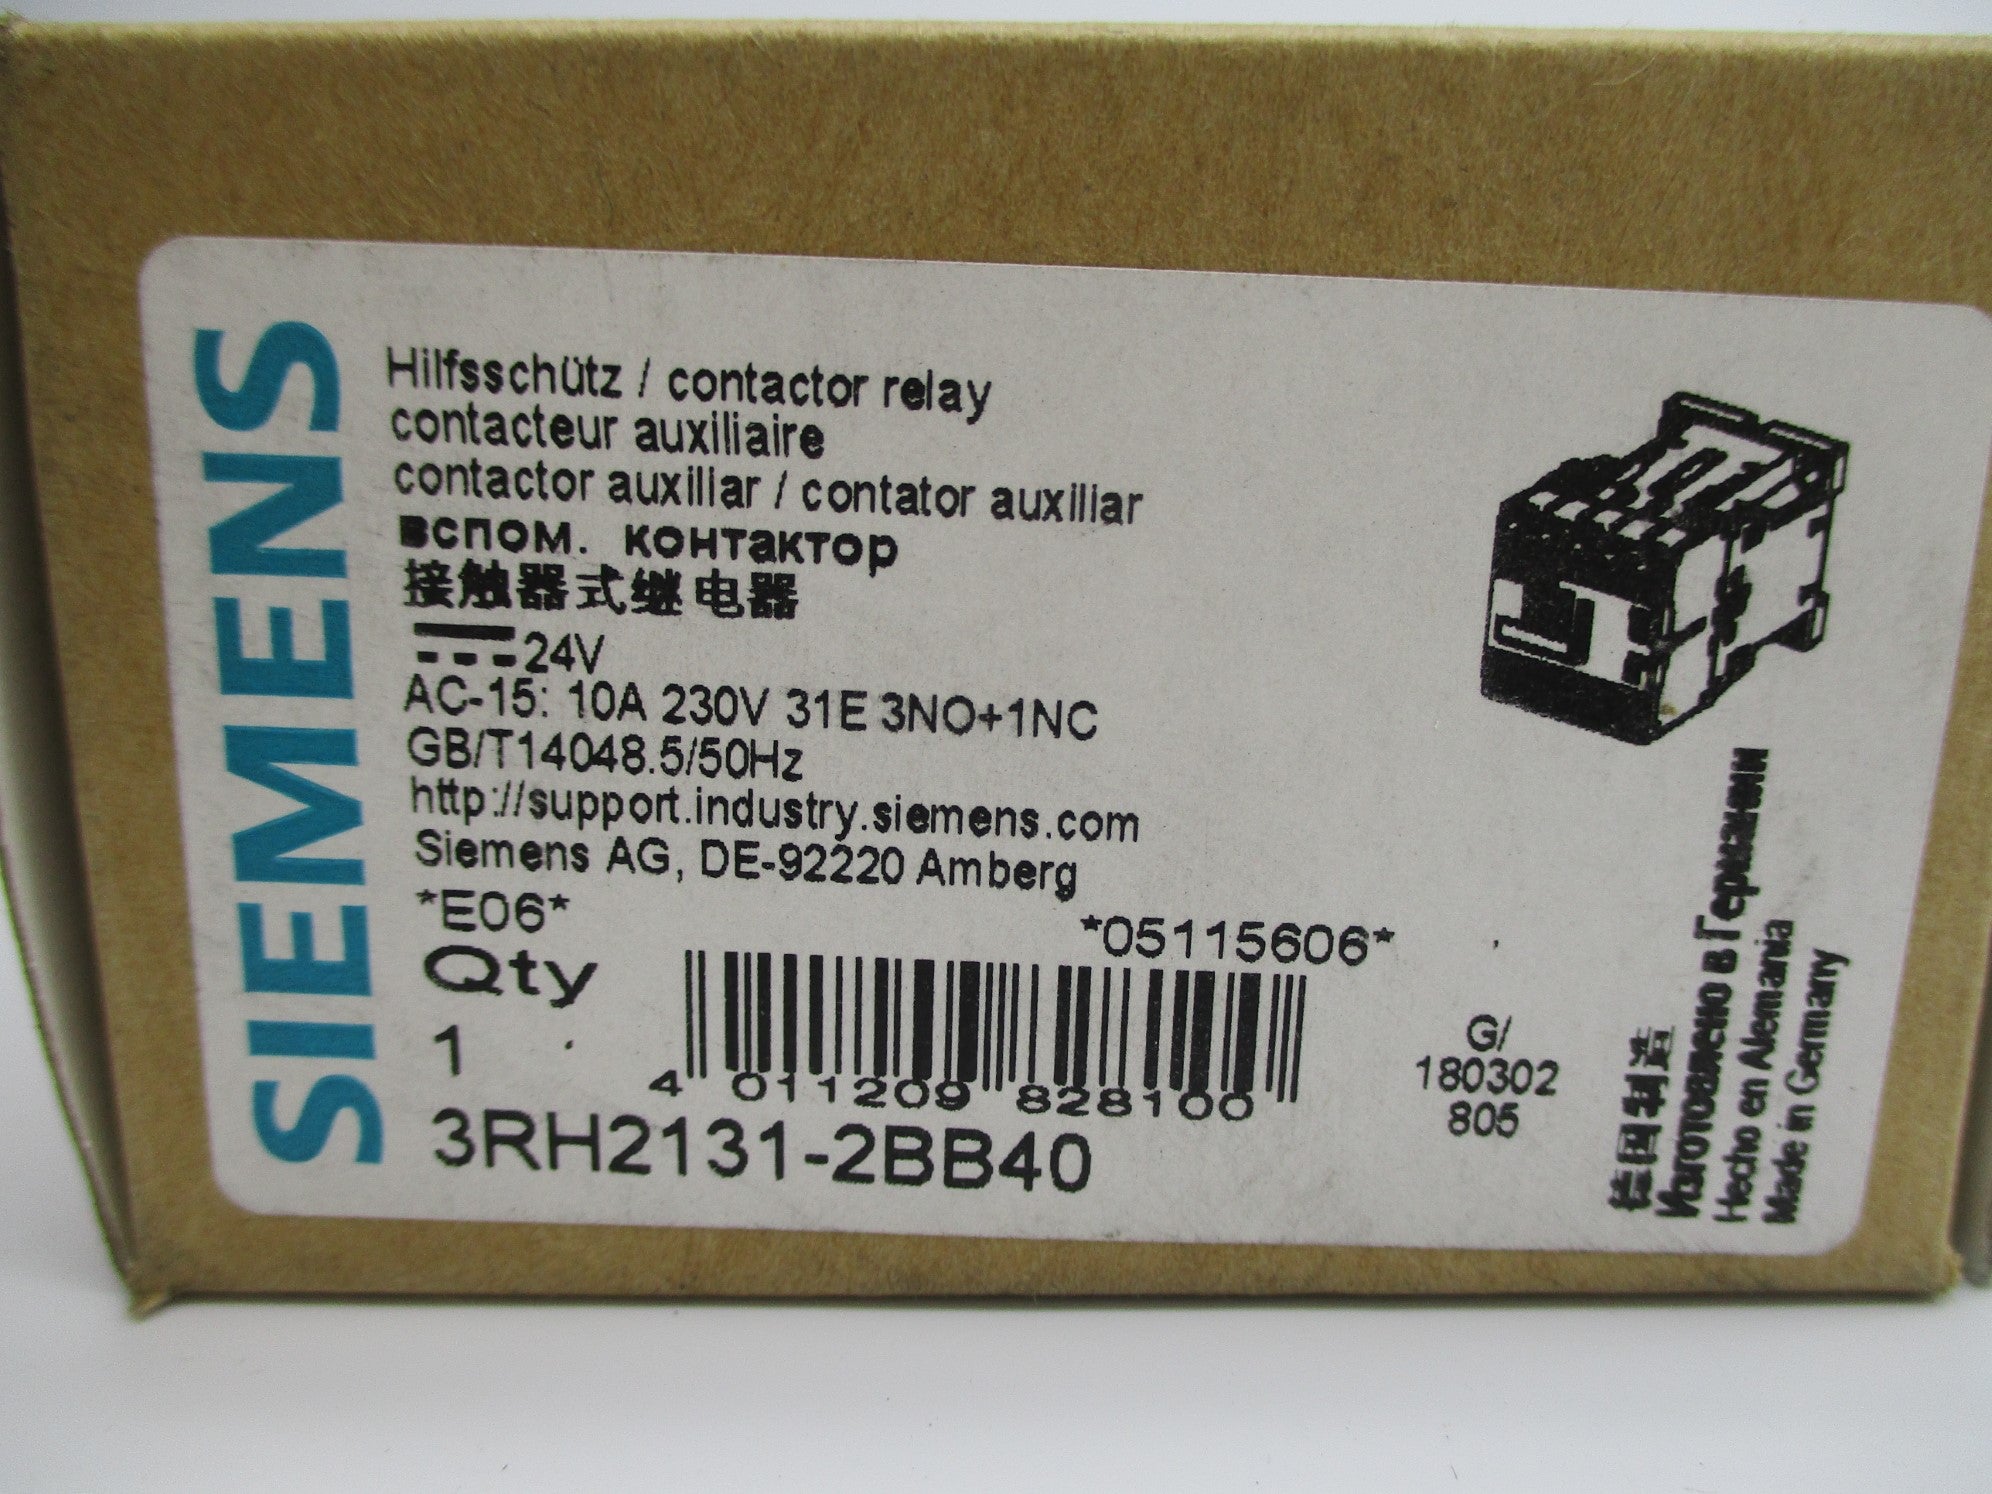 SIEMENS
Hilfsschütz / contactor relay
contacteur auxiliaire
contactor auxiliar / contator auxiliar
вспом. контактор
接触器式继电器
24V
AC-15: 10A 230V 31E 3NO+1NC
GB/T14048.5/50Hz
http://support.industry.siemens.com
Siemens AG, DE-92220 Amberg
*E06*
*05115606*
Qty
1
4 011209 828100
3RH2131-2BB40
G/
180302
805
德国制造
Изготовлено в Германии
Hecho en Alemania
Made in Germany